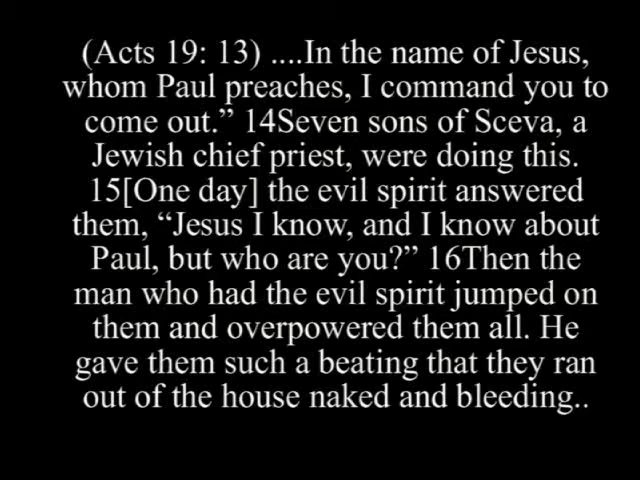 (Acts 19: 13) ....In the name of Jesus,
whom Paul preaches, I command you to
come out.” 14Seven sons of Sceva, a
Jewish chief priest, were doing this.
15[One day] the evil spirit answered
them, “Jesus I know, and I know about
Paul, but who are you?” 16Then the
man who had the evil spirit jumped on
them and overpowered them all. He
gave them such a beating that they ran
out of the house naked and bleeding..